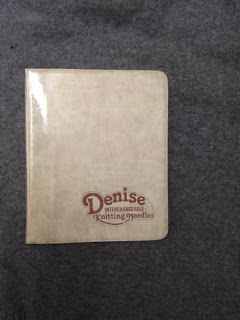 Denise
INTERCHANGEABLE
Knitting Needles